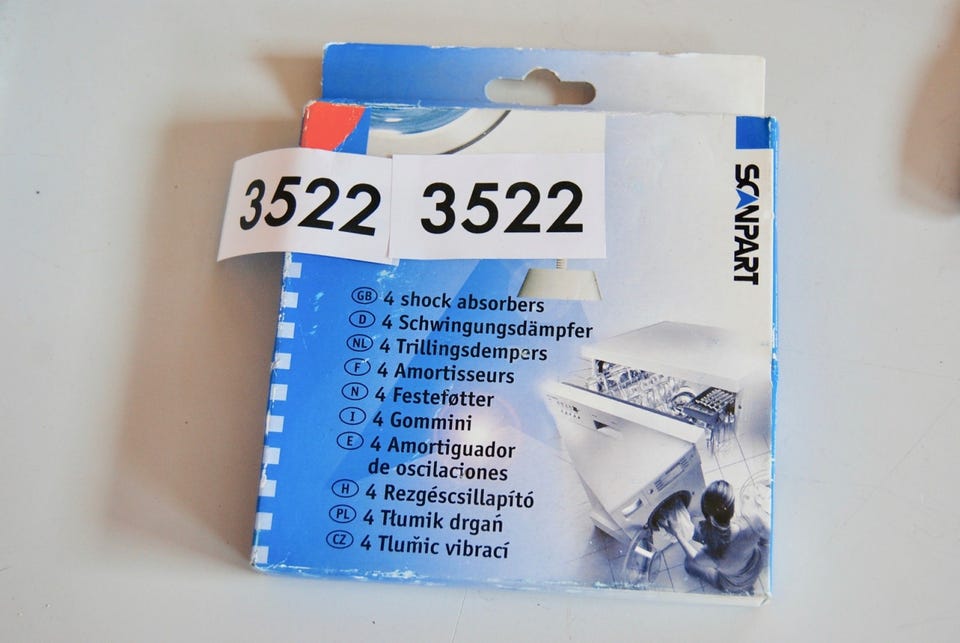 3522 3522
SCANPART
GB 4 shock absorbers
D 4 Schwingungsdämpfer
NL 4 Trillingsdempers
F 4 Amortisseurs
N 4 Festeføtter
I 4 Gommini
E 4 Amortiguador
de oscilaciones
H 4 Rezgéscsillapító
PL 4 Tłumik drgań
CZ 4 Tlumic vibrací